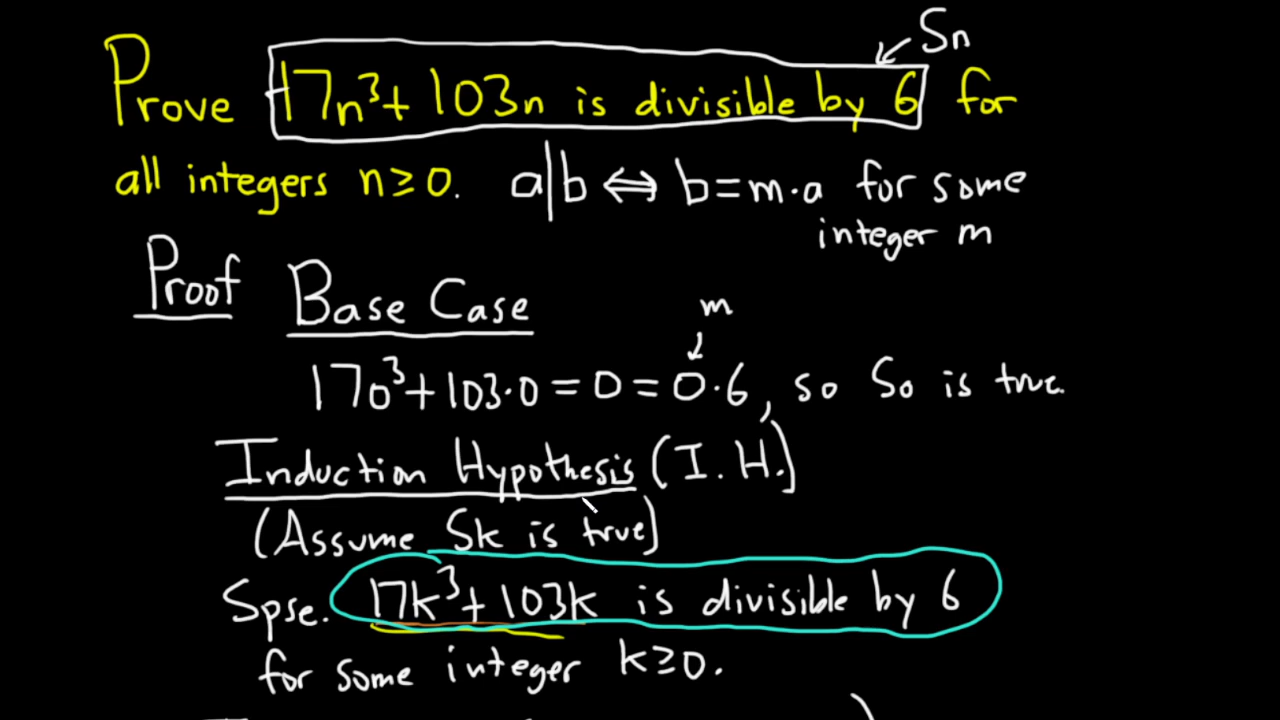 Sn
Prove 17n³+103n is divisible by 6 for
all integers n≥0. a|b ⇔ b=m·a for some
integer m
Proof Base Case
m
17 0³+103·0=0=0·6, so S0 is true.
Induction Hypothesis (I.H.)
(Assume Sk is true)
Spse. 17k³+103k is divisible by 6
for some integer k≥0.